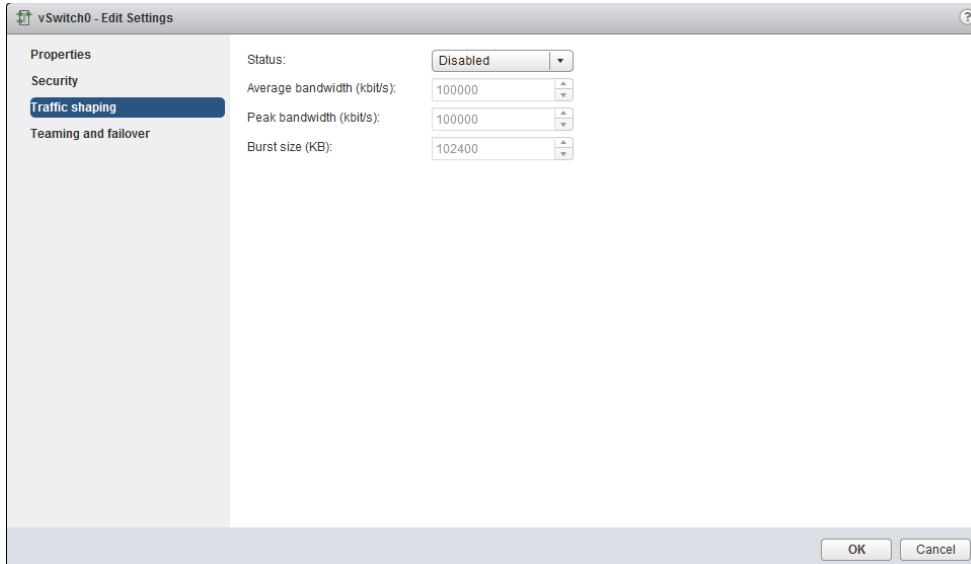 vSwitch0 - Edit Settings
?
Properties
Security
Traffic shaping
Teaming and failover
Status:
Disabled
Average bandwidth (kbit/s):
100000
Peak bandwidth (kbit/s):
100000
Burst size (KB):
102400
OK
Cancel